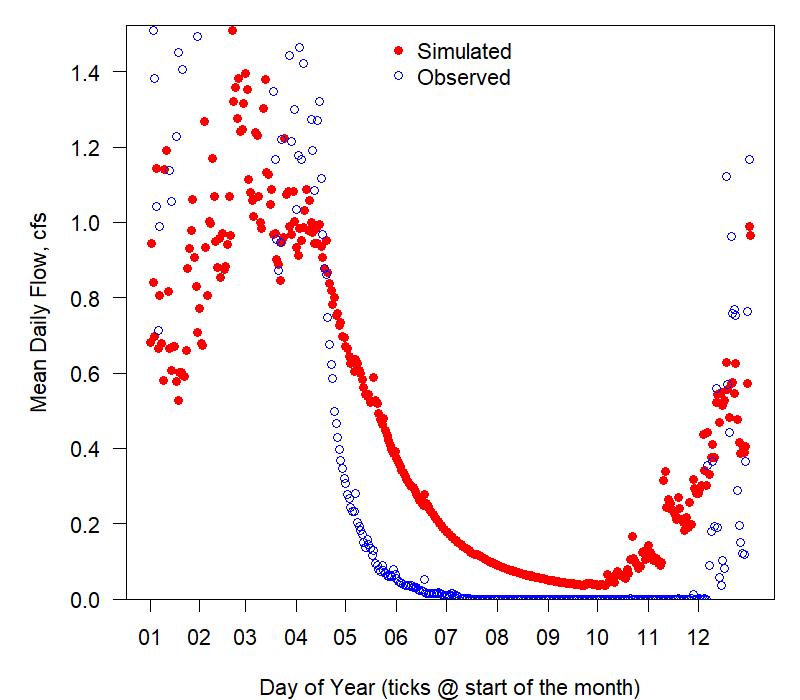 Simulated
Observed
1.4
1.2
1.0
0.8
0.6
0.4
0.2
0.0
Mean Daily Flow, cfs
01 02 03 04 05 06 07 08 09 10 11 12
Day of Year (ticks @ start of the month)